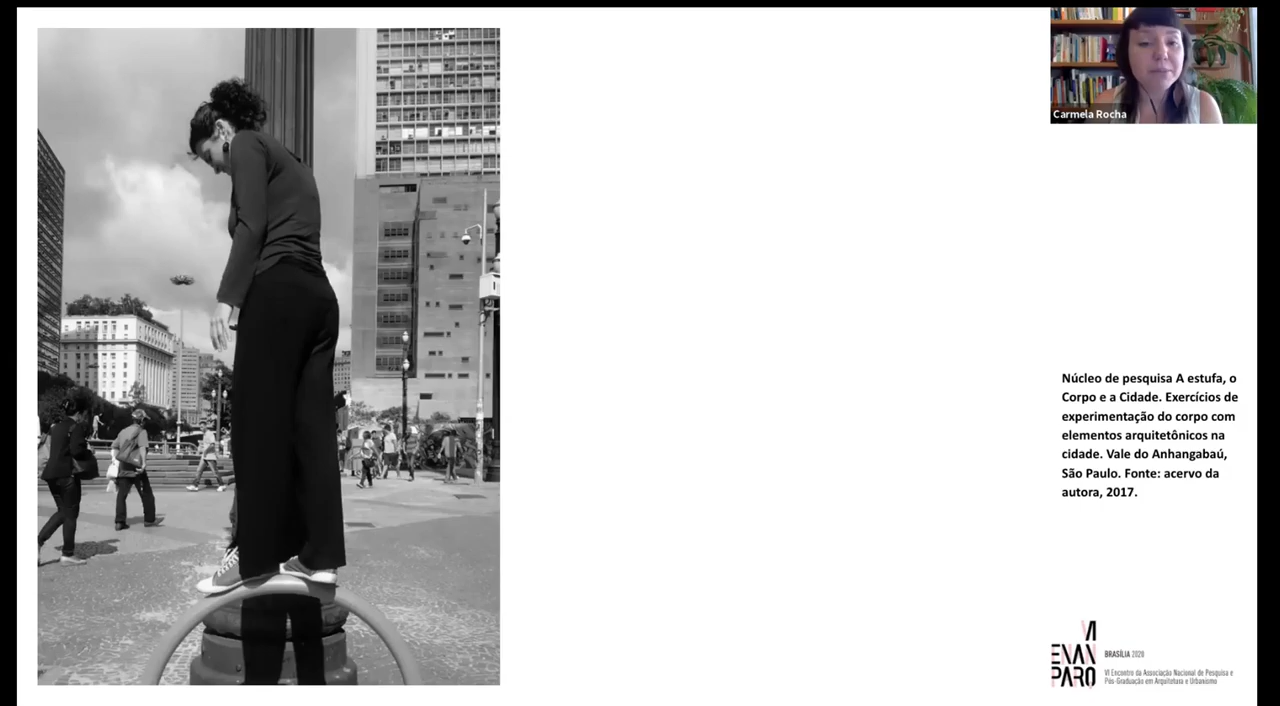 Carmela Rocha
Núcleo de pesquisa A estufa, o
Corpo e a Cidade. Exercícios de
experimentação do corpo com
elementos arquitetônicos na
cidade. Vale do Anhangabaú,
São Paulo. Fonte: acervo da
autora, 2017.
VI
ENAN
PARQ
BRASÍLIA 2020
VI Encontro da Associação Nacional de Pesquisa e
Pós-Graduação em Arquitetura e Urbanismo